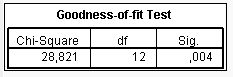 Goodness-of-fit Test
Chi-Square df Sig.
28,821 12 ,004